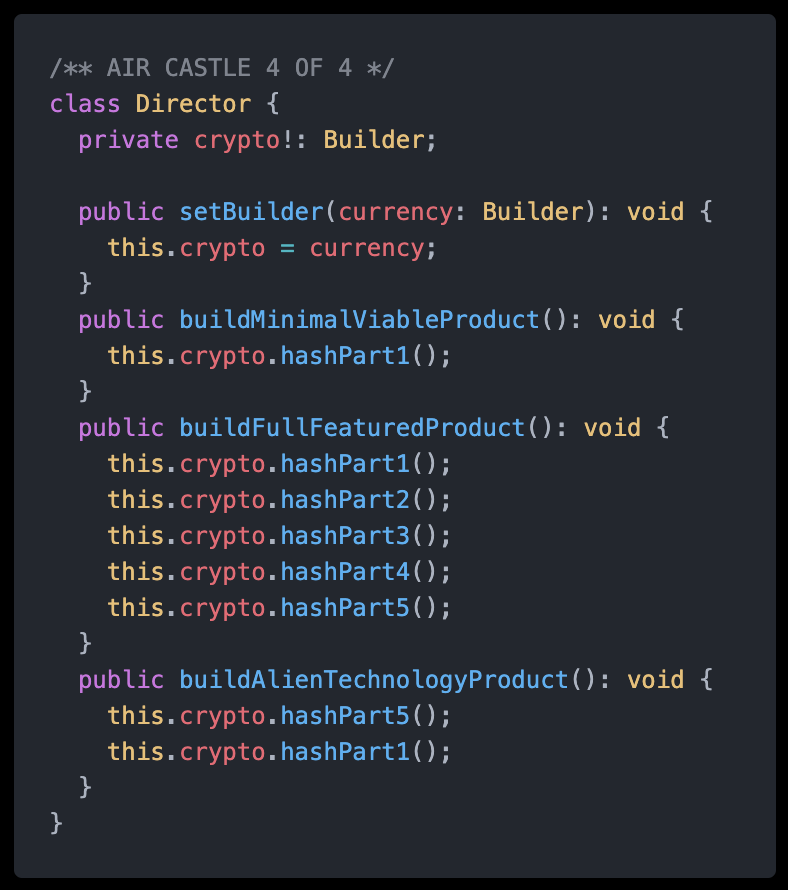 /** AIR CASTLE 4 OF 4 */
class Director {
  private crypto!: Builder;

  public setBuilder(currency: Builder): void {
    this.crypto = currency;
  }
  public buildMinimalViableProduct(): void {
    this.crypto.hashPart1();
  }
  public buildFullFeaturedProduct(): void {
    this.crypto.hashPart1();
    this.crypto.hashPart2();
    this.crypto.hashPart3();
    this.crypto.hashPart4();
    this.crypto.hashPart5();
  }
  public buildAlienTechnologyProduct(): void {
    this.crypto.hashPart5();
    this.crypto.hashPart1();
  }
}